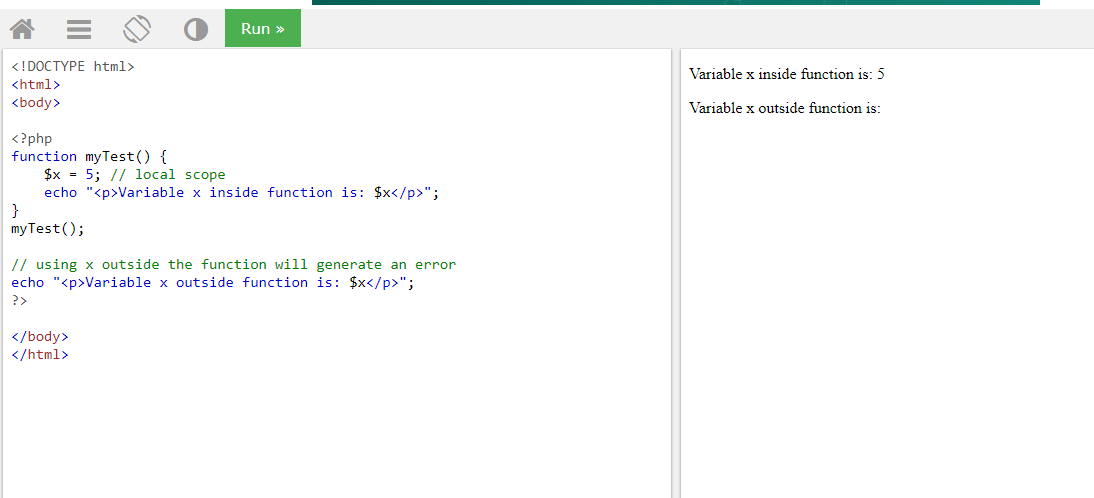 Run »
<!DOCTYPE html>
<html>
<body>
<?php
function myTest() {
    $x = 5; // local scope
    echo "<p>Variable x inside function is: $x</p>";
}
myTest();
// using x outside the function will generate an error
echo "<p>Variable x outside function is: $x</p>";
?>
</body>
</html>
Variable x inside function is: 5
Variable x outside function is: